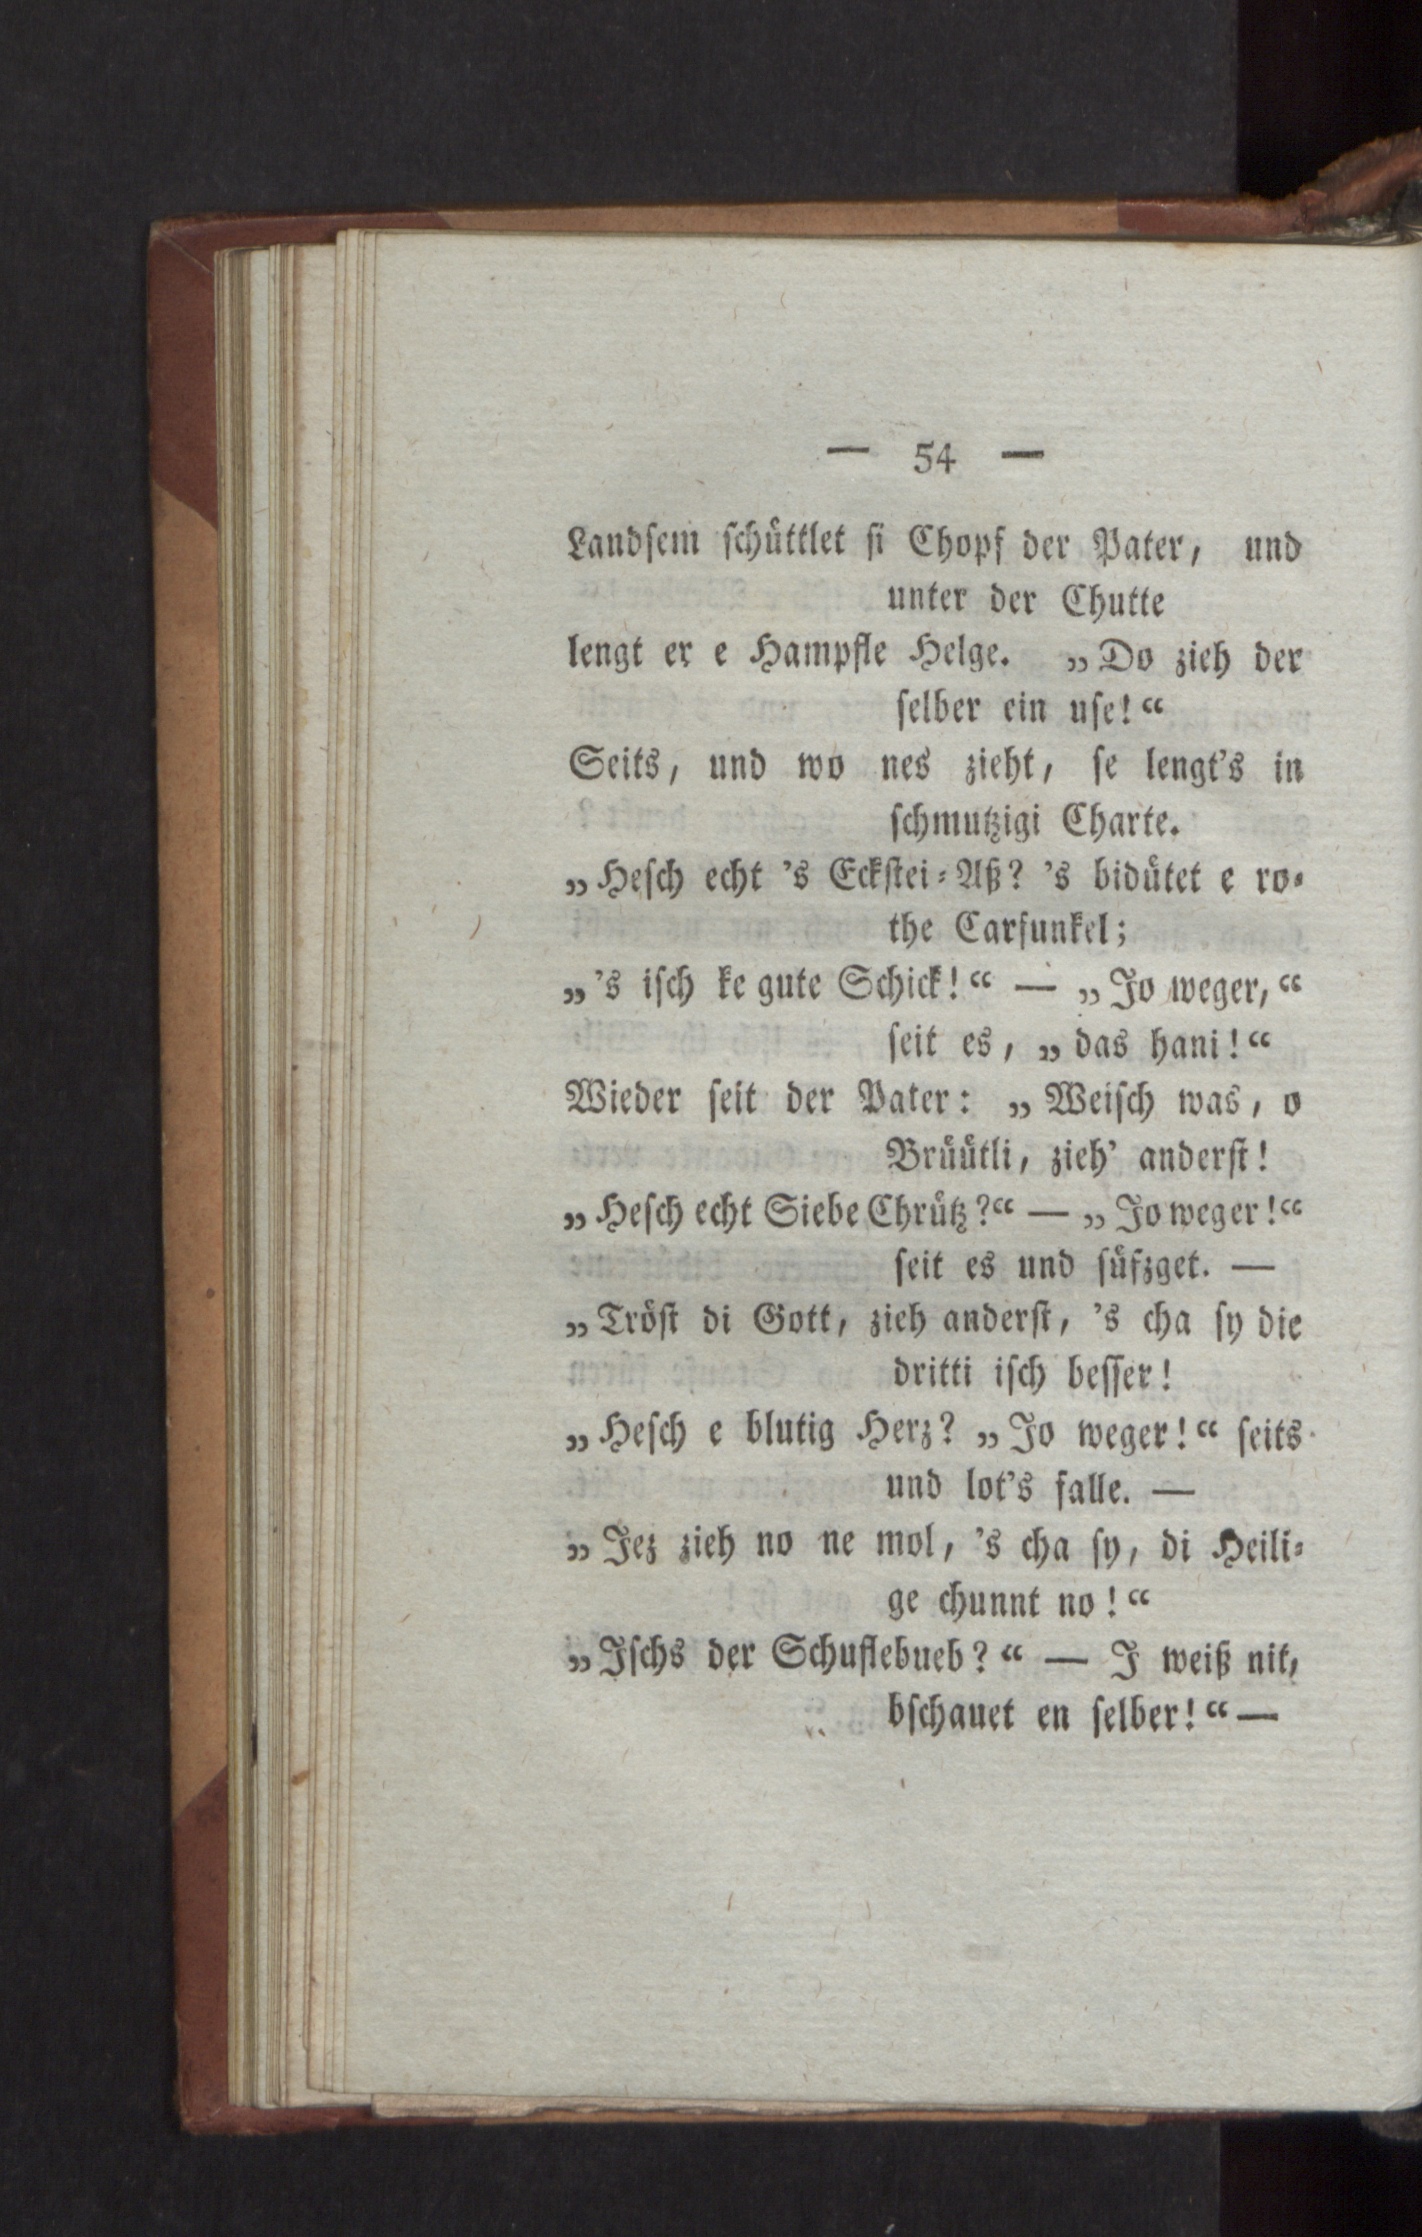 — 54 —
Landſem ſchüttlet ſi Chopf der Pater, und
unter der Chutte
lengt er e Hampfle Helge. „Do zieh der
ſelber ein uſe!“
Seits, und wo nes zieht, ſe lengt's in
ſchmutzigi Charte.
„Heſch echt 's Eckſtei-Aß? 's bidütet e ro-
the Carfunkel;
„'s iſch ke gute Schick!“ — „Jo weger,“
ſeit es, „das hani!“
Wieder ſeit der Pater: „Weiſch was, o
Brüütli, zieh' anderſt!
„Heſch echt Siebe Chrütz?“ — „Jo weger!“
ſeit es und ſüfzget. —
„Tröſt di Gott, zieh anderſt, 's cha ſy die
dritti iſch beſſer!
„Heſch e blutig Herz? „Jo weger!“ ſeits
und lot's falle. —
„Jez zieh no ne mol, 's cha ſy, di Heili-
ge chunnt no!“
„Iſchs der Schuflebueb?“ — I weiß nit,
bſchauet en ſelber!“ —